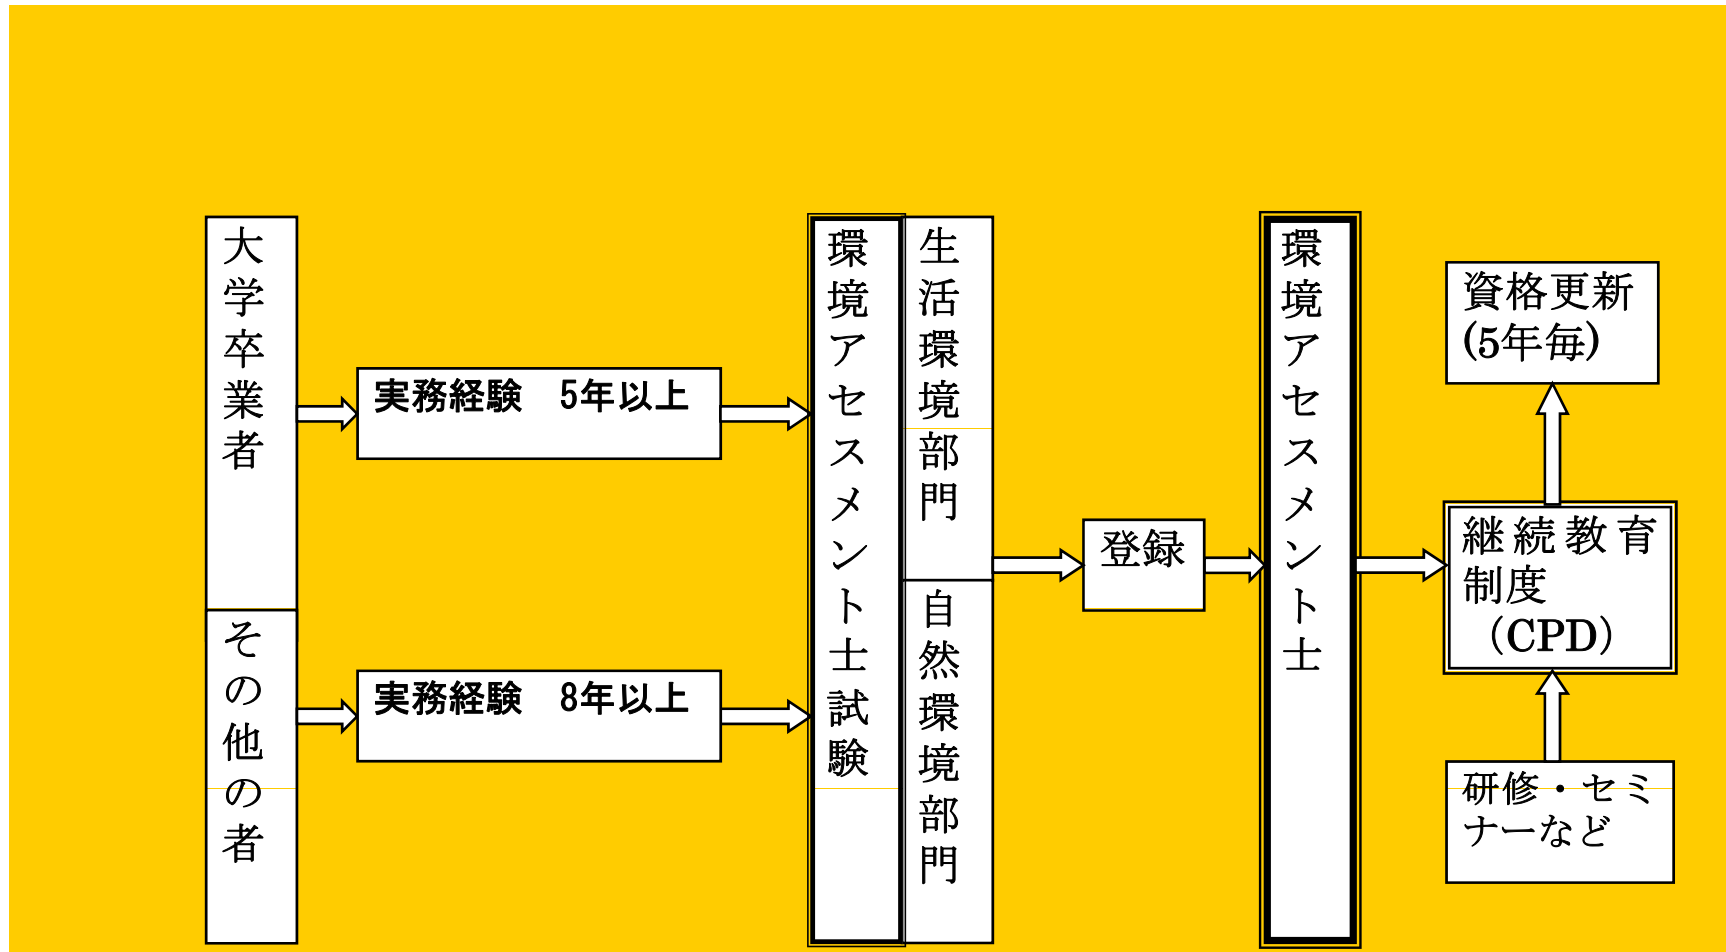 大学卒業者
その他の者
実務経験　5年以上
実務経験　8年以上
環境アセスメント士試験
生活環境部門
自然環境部門
登録
環境アセスメント士
資格更新
(5年毎)
継続教育
制度
（CPD）
研修・セミ
ナーなど